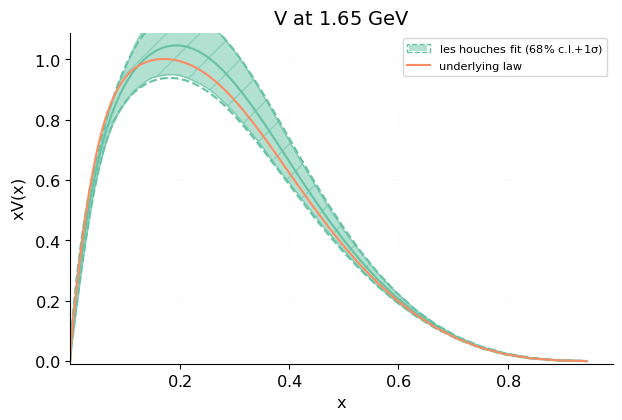 V at 1.65 GeV
les houches fit (68% c.l.+1σ)
underlying law
xV(x)
1.0
0.8
0.6
0.4
0.2
0.0
0.2 0.4 0.6 0.8
x